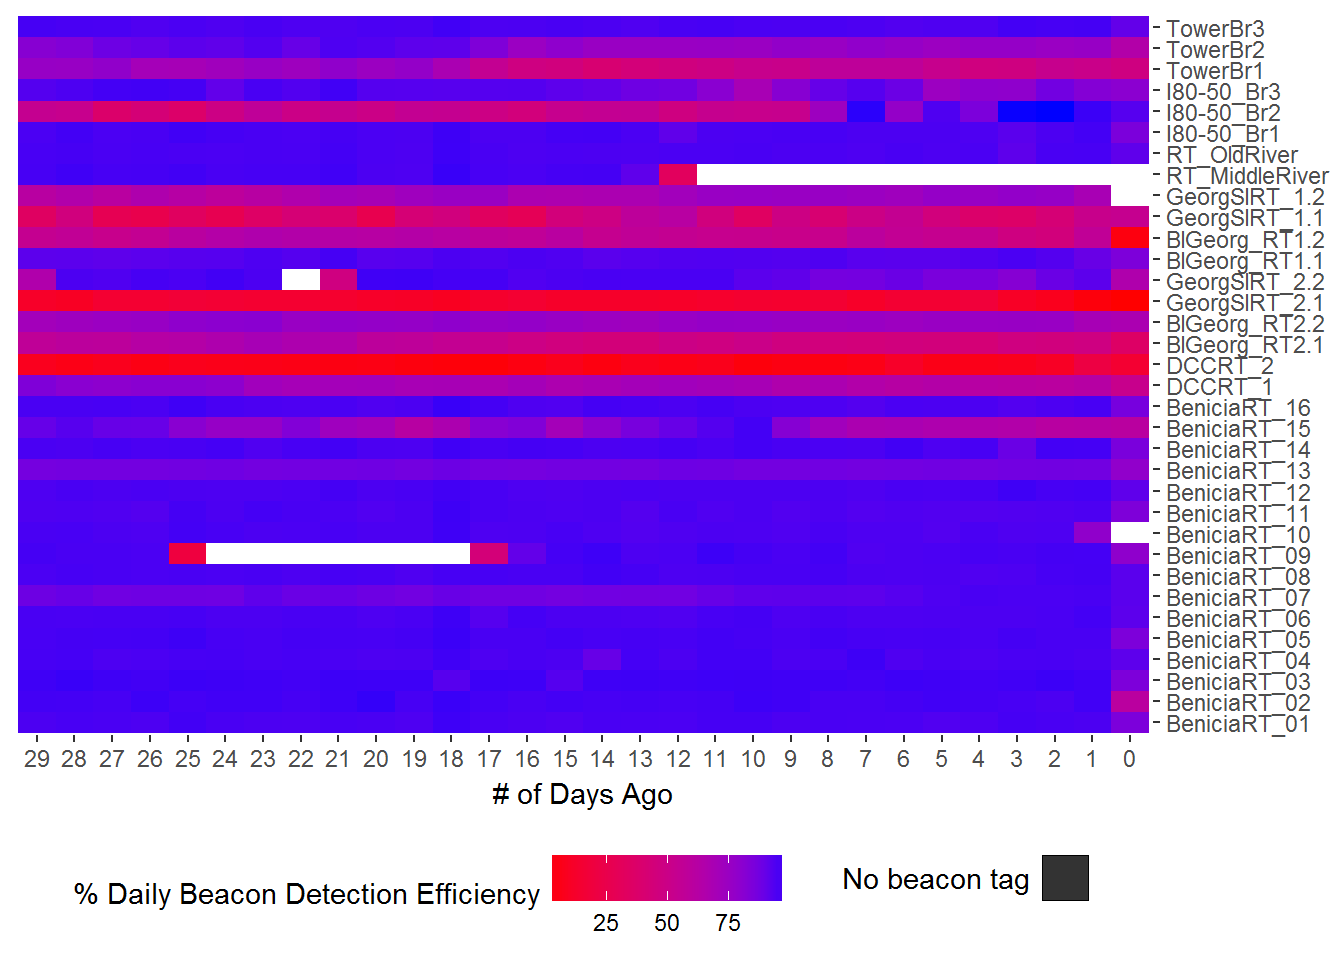 TowerBr3
TowerBr2
TowerBr1
I80-50_Br3
I80-50_Br2
I80-50_Br1
RT_OldRiver
RT_MiddleRiver
GeorgSlRT_1.2
GeorgSlRT_1.1
BlGeorg_RT1.2
BlGeorg_RT1.1
GeorgSlRT_2.2
GeorgSlRT_2.1
BlGeorg_RT2.2
BlGeorg_RT2.1
DCCRT_2
DCCRT_1
BeniciaRT_16
BeniciaRT_15
BeniciaRT_14
BeniciaRT_13
BeniciaRT_12
BeniciaRT_11
BeniciaRT_10
BeniciaRT_09
BeniciaRT_08
BeniciaRT_07
BeniciaRT_06
BeniciaRT_05
BeniciaRT_04
BeniciaRT_03
BeniciaRT_02
BeniciaRT_01
29 28 27 26 25 24 23 22 21 20 19 18 17 16 15 14 13 12 11 10 9 8 7 6 5 4 3 2 1 0
# of Days Ago
% Daily Beacon Detection Efficiency
25 50 75
No beacon tag